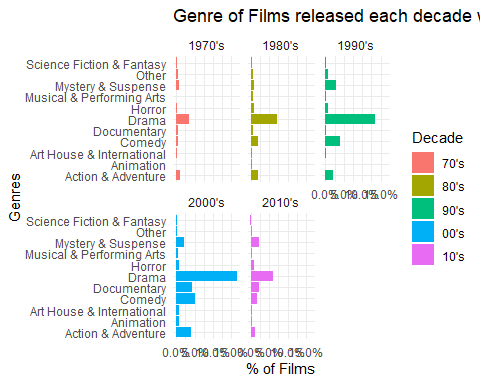 Genre of Films released each decade w
1970's 1980's 1990's
Science Fiction & Fantasy
Other
Mystery & Suspense
Musical & Performing Arts
Horror
Drama
Documentary
Comedy
Art House & International
Animation
Action & Adventure
2000's 2010's
Science Fiction & Fantasy
Other
Mystery & Suspense
Musical & Performing Arts
Horror
Drama
Documentary
Comedy
Art House & International
Animation
Action & Adventure
Genres
% of Films
Decade
70's
80's
90's
00's
10's